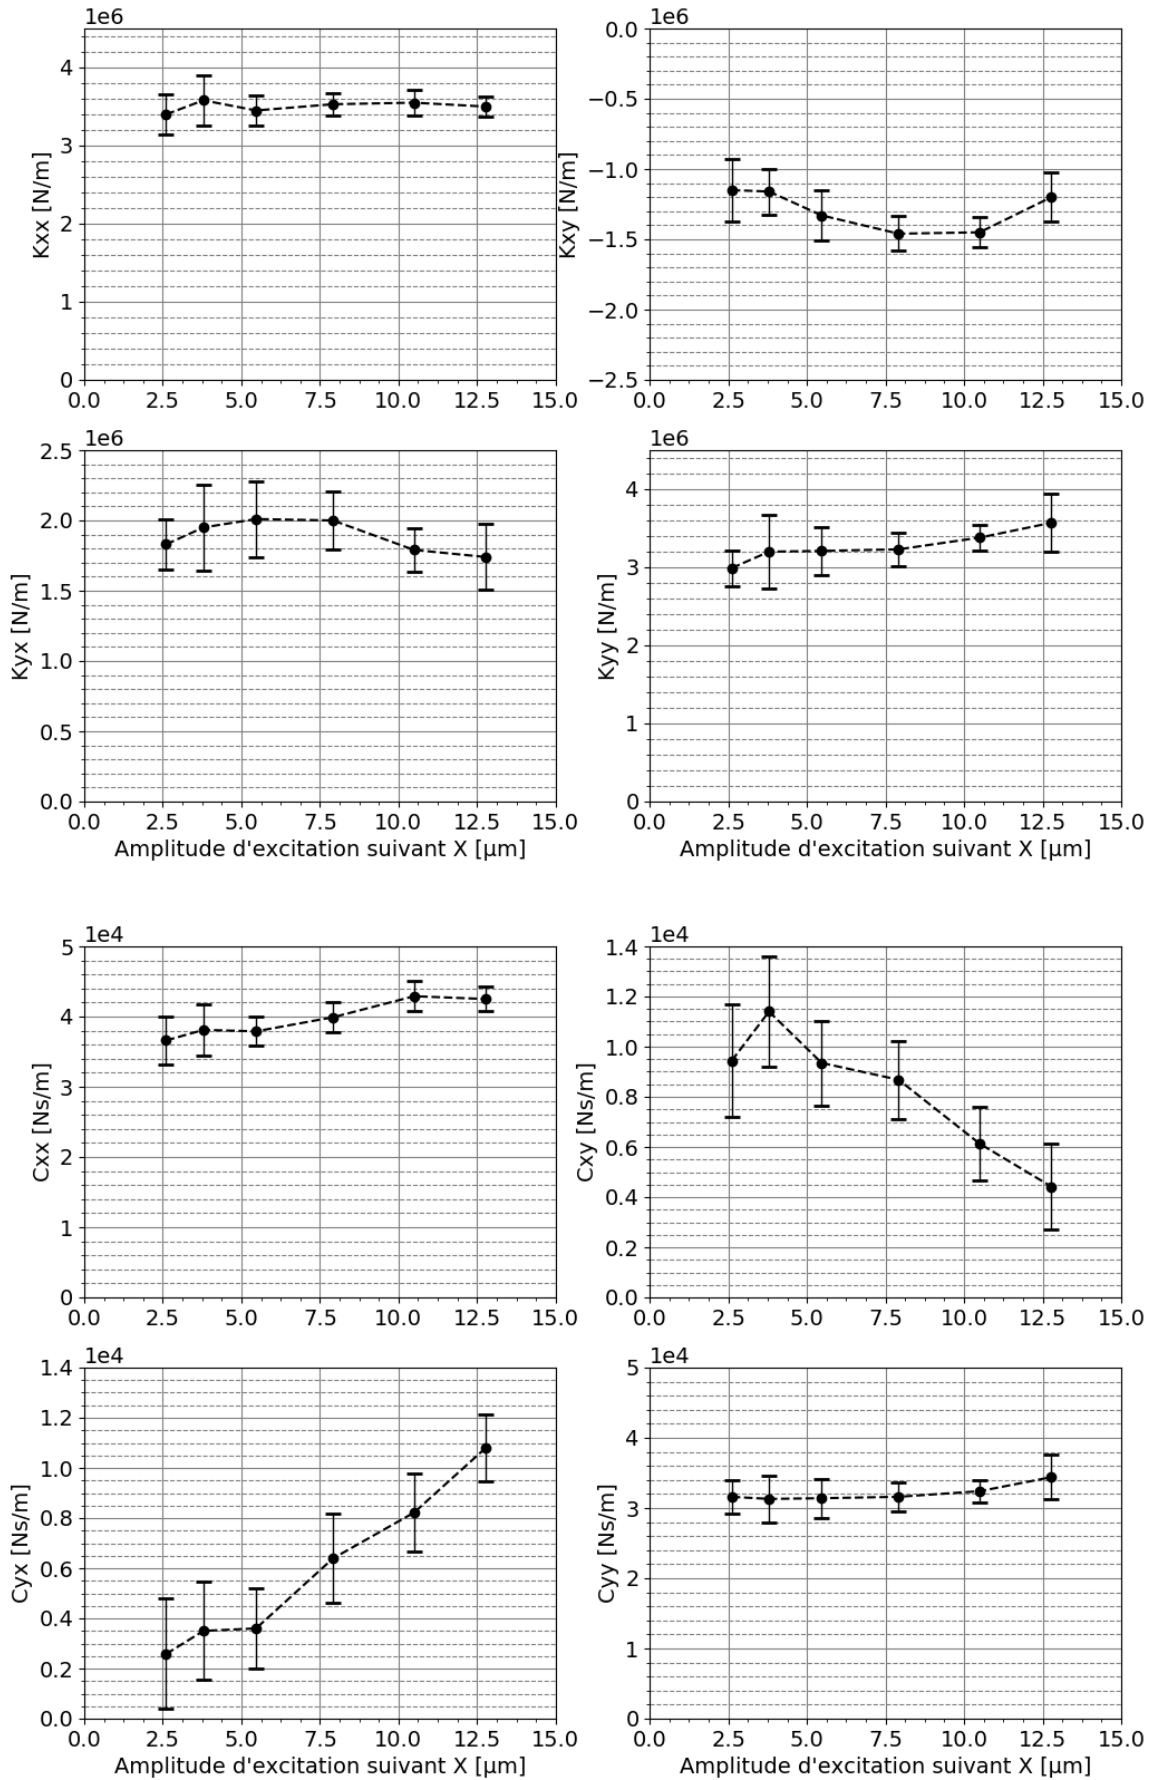 1e6
4
3
2
1
0
Kxx [N/m]
0.0 2.5 5.0 7.5 10.0 12.5 15.0
1e6
0.0
−0.5
−1.0
−1.5
−2.0
−2.5
Kxy [N/m]
0.0 2.5 5.0 7.5 10.0 12.5 15.0
1e6
2.5
2.0
1.5
1.0
0.5
0.0
Kyx [N/m]
0.0 2.5 5.0 7.5 10.0 12.5 15.0
Amplitude d'excitation suivant X [µm]
1e6
4
3
2
1
0
Kyy [N/m]
0.0 2.5 5.0 7.5 10.0 12.5 15.0
Amplitude d'excitation suivant X [µm]
1e4
5
4
3
2
1
0
Cxx [Ns/m]
0.0 2.5 5.0 7.5 10.0 12.5 15.0
1e4
1.4
1.2
1.0
0.8
0.6
0.4
0.2
0.0
Cxy [Ns/m]
0.0 2.5 5.0 7.5 10.0 12.5 15.0
1e4
1.4
1.2
1.0
0.8
0.6
0.4
0.2
0.0
Cyx [Ns/m]
0.0 2.5 5.0 7.5 10.0 12.5 15.0
Amplitude d'excitation suivant X [µm]
1e4
5
4
3
2
1
0
Cyy [Ns/m]
0.0 2.5 5.0 7.5 10.0 12.5 15.0
Amplitude d'excitation suivant X [µm]